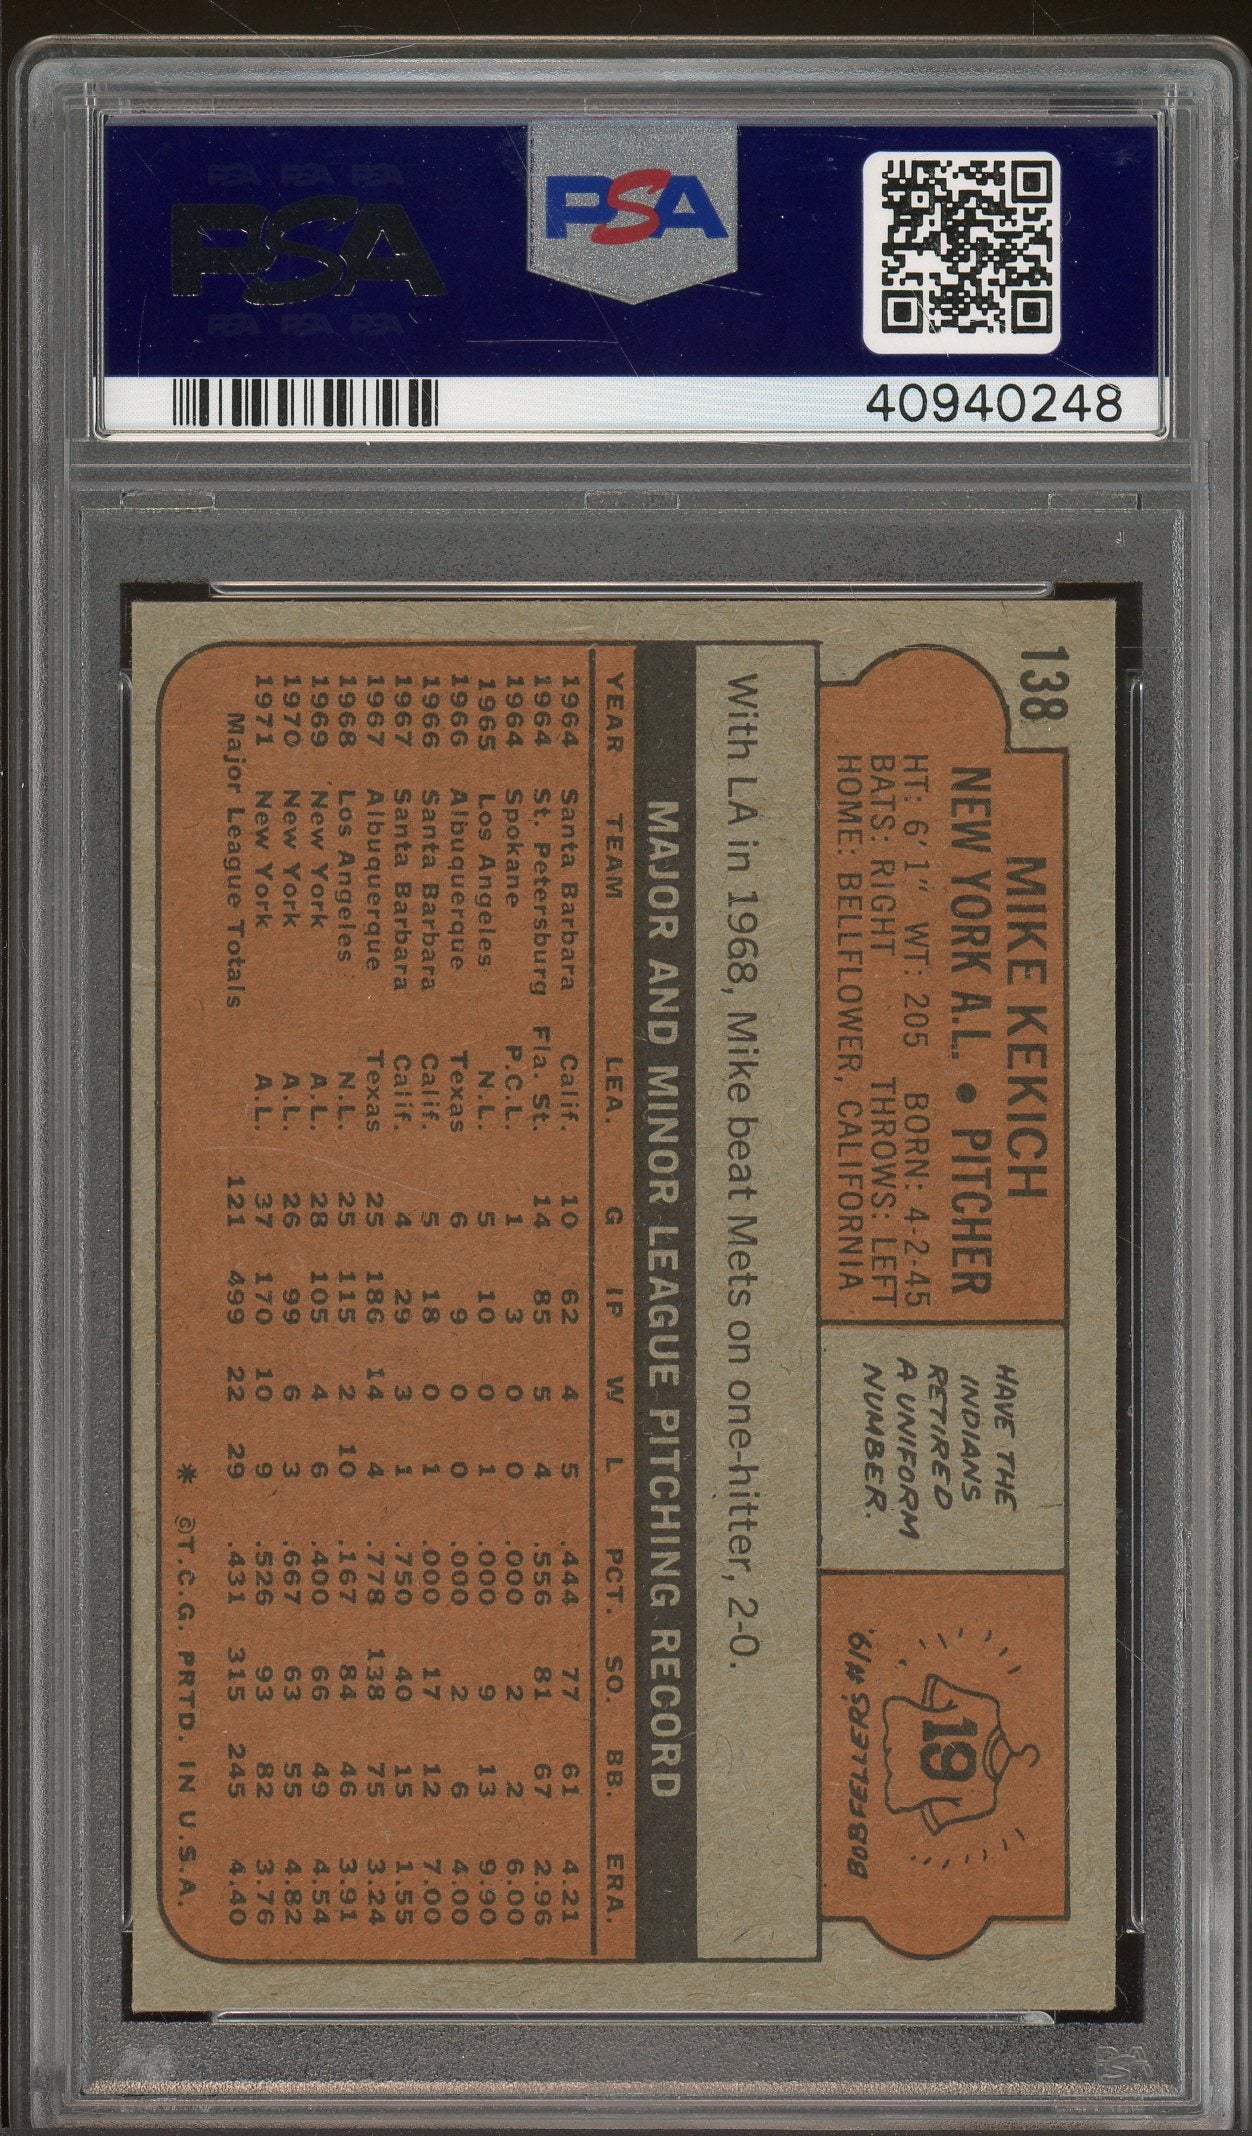 PSA PSA PSA
PSA
PSA PSA PSA
PSA
40940248
138
MIKE KEKICH
NEW YORK A.L. • PITCHER
HT: 6'1" WT: 205 BORN: 4-2-45
BATS: RIGHT THROWS: LEFT
HOME: BELLFLOWER, CALIFORNIA
HAVE THE
INDIANS
RETIRED
A UNIFORM
NUMBER.
19
BOB FELLER'S #19.
With LA in 1968, Mike beat Mets on one-hitter, 2-0.
MAJOR AND MINOR LEAGUE PITCHING RECORD
YEAR TEAM LEA. G IP W L PCT. SO. BB. ERA.
1964 Santa Barbara Calif. 10 62 4 5 .444 77 61 4.21
1964 St. Petersburg Fla. St. 14 85 5 4 .556 81 67 2.96
1964 Spokane P.C.L. 1 3 0 0 .000 2 2 6.00
1965 Los Angeles N.L. 5 10 0 1 .000 9 13 9.90
1966 Albuquerque Texas 6 9 0 0 .000 2 6 4.00
1966 Santa Barbara Calif. 5 18 0 1 .000 17 12 7.00
1967 Santa Barbara Calif. 4 29 3 1 .750 40 15 1.55
1967 Albuquerque Texas 25 186 14 4 .778 138 75 3.24
1968 Los Angeles N.L. 25 115 2 10 .167 84 46 3.91
1969 New York A.L. 28 105 4 6 .400 66 49 4.54
1970 New York A.L. 26 99 6 3 .667 63 55 4.82
1971 New York A.L. 37 170 10 9 .526 93 82 3.76
Major League Totals 121 499 22 29 .431 315 245 4.40
* ©T.C.G. PRTD. IN U.S.A.
PSA